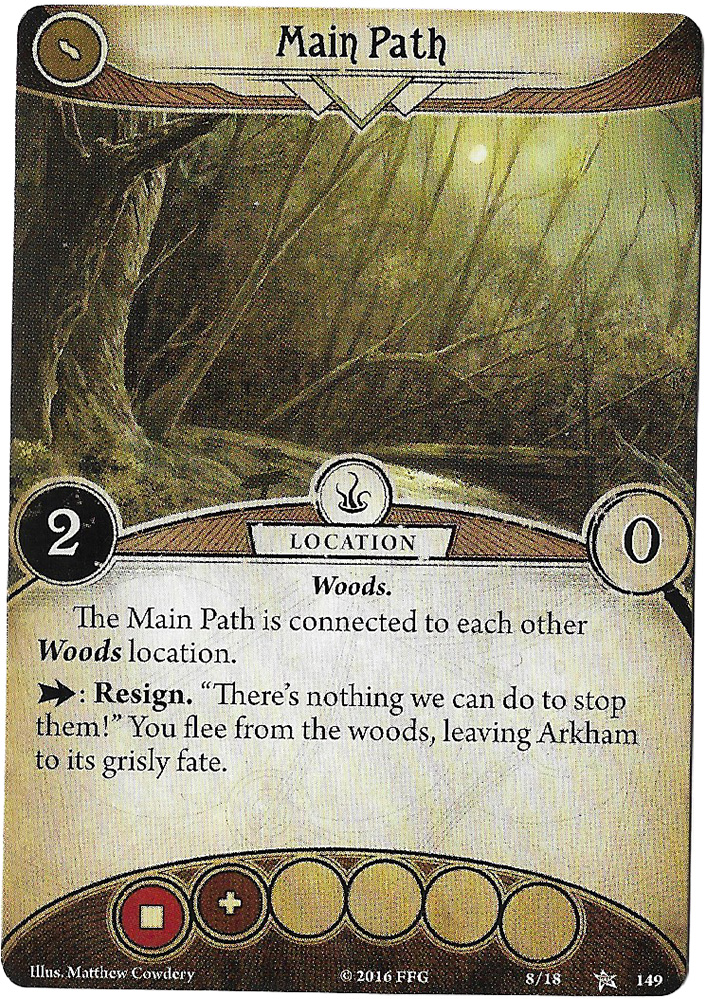 Main Path
2
LOCATION
0
Woods.
The Main Path is connected to each other
Woods location.
: Resign. “There’s nothing we can do to stop
them!” You flee from the woods, leaving Arkham
to its grisly fate.
Illus. Matthew Cowdery
© 2016 FFG
8/18
149